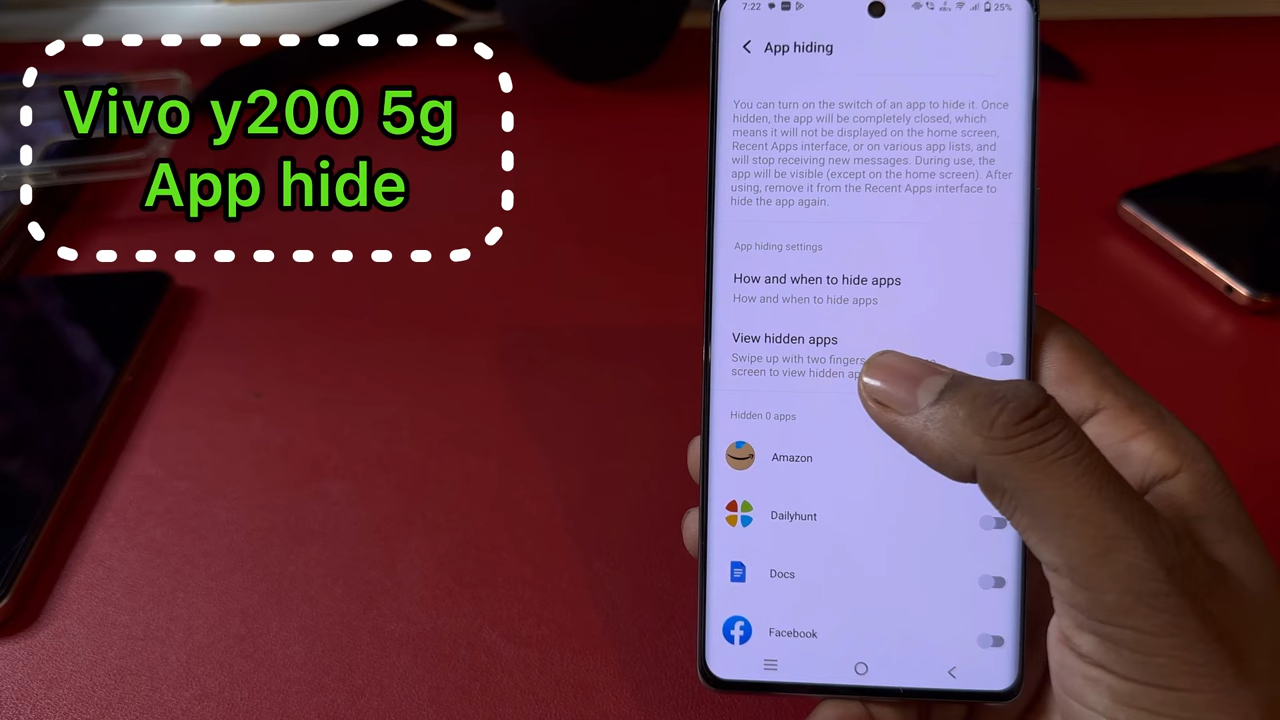 Vivo y200 5g
App hide
7:22
25%
App hiding
You can turn on the switch of an app to hide it. Once
hidden, the app will be completely closed, which
means it will not be displayed on the home screen,
Recent Apps interface, or on various app lists, and
will stop receiving new messages. During use, the
app will be visible (except on the home screen). After
using, remove it from the Recent Apps interface to
hide the app again.
App hiding settings
How and when to hide apps
How and when to hide apps
View hidden apps
Swipe up with two fingers
screen to view hidden
Hidden 0 apps
Amazon
Dailyhunt
Docs
Facebook